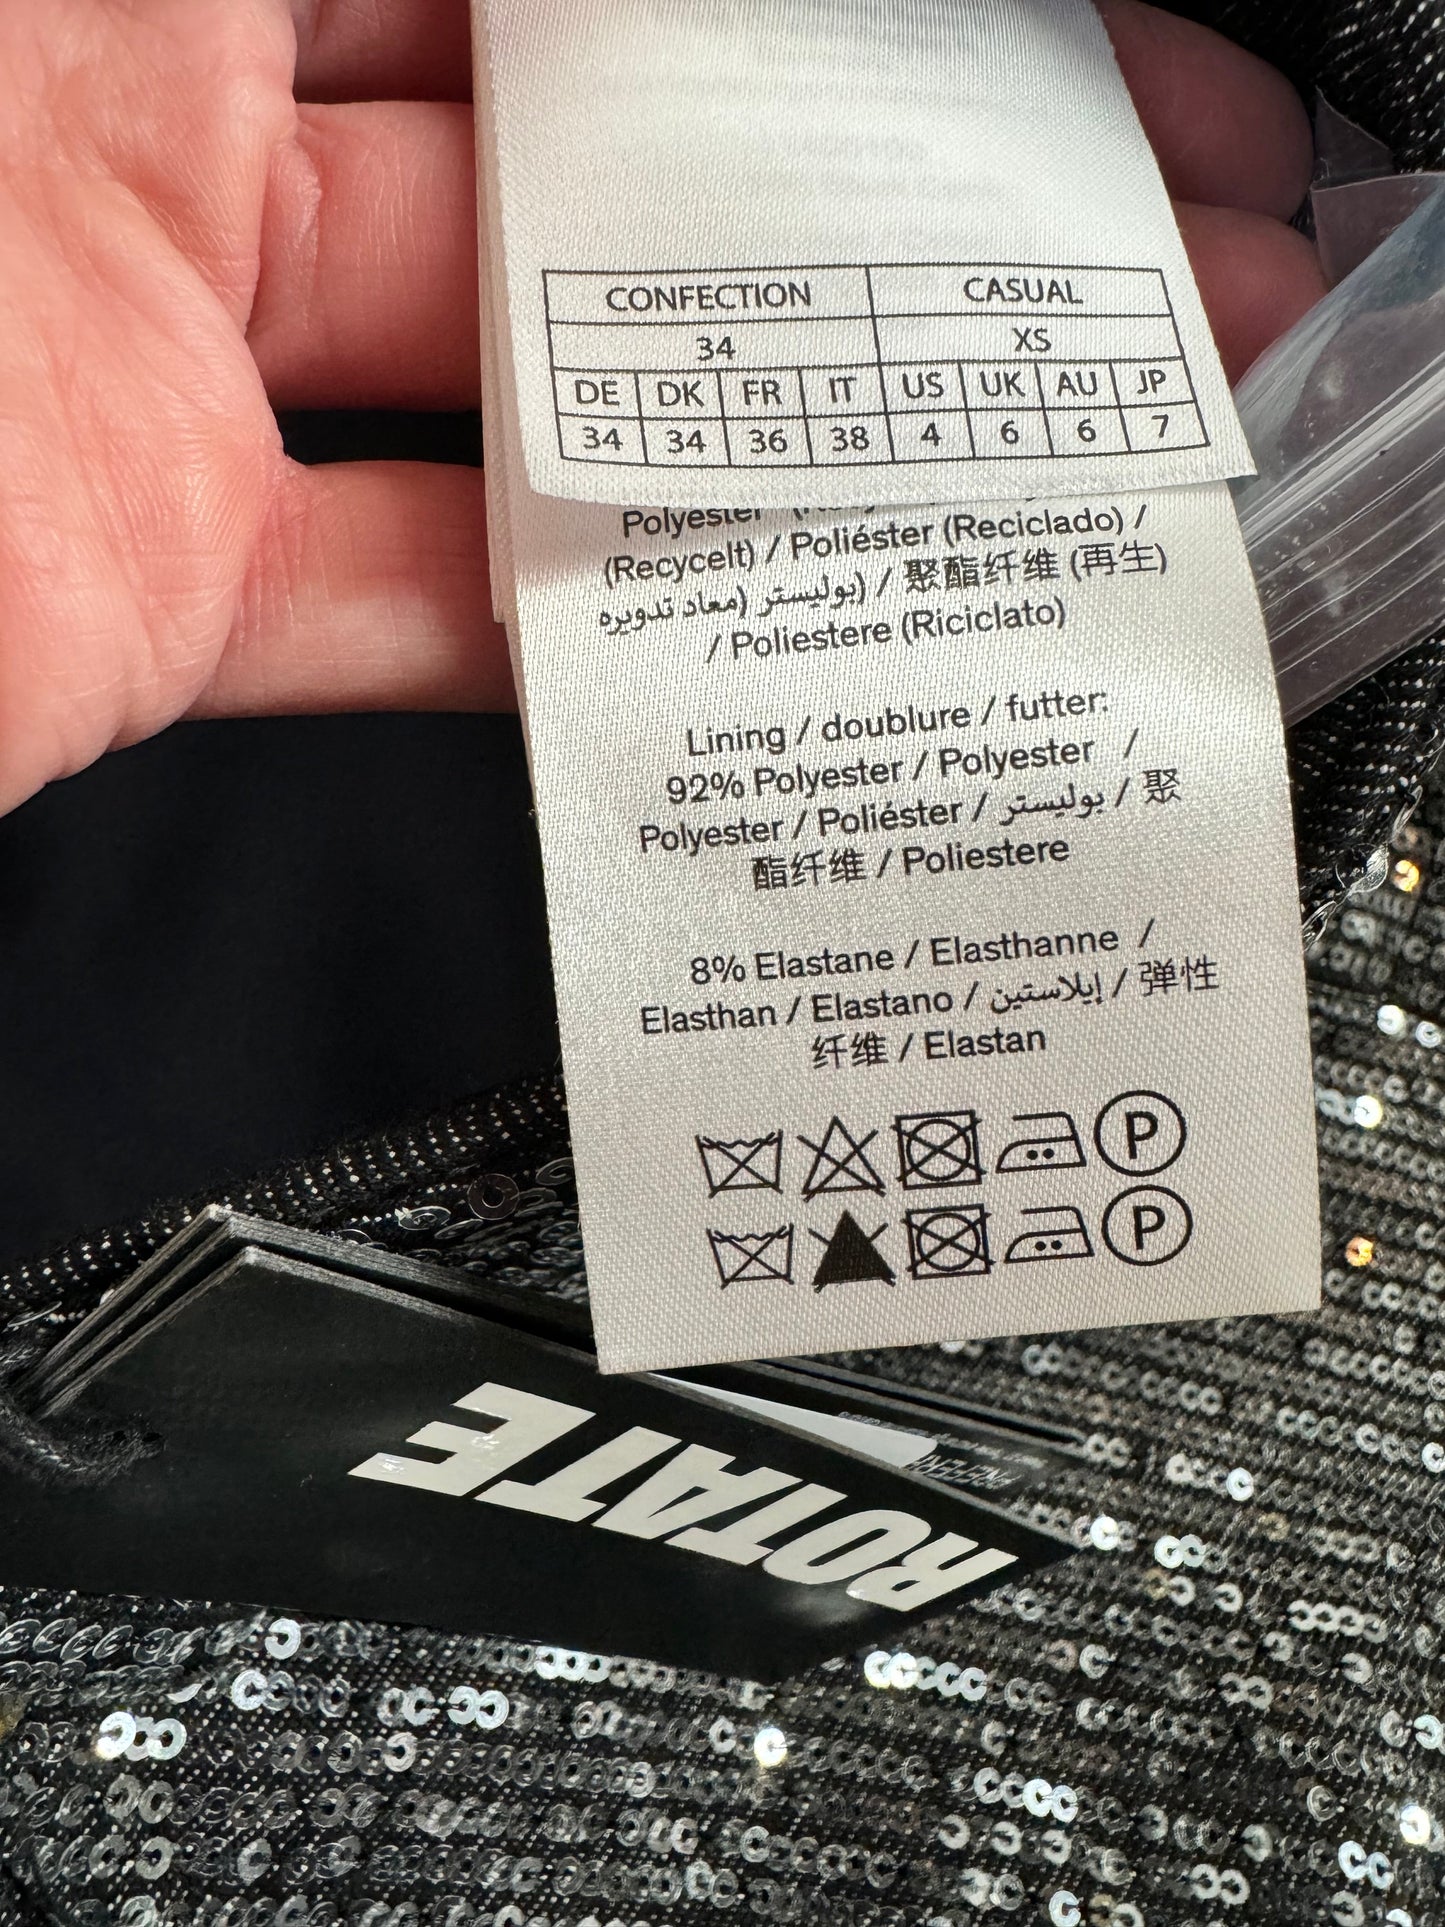 CONFECTION CASUAL
34 XS
DE DK FR IT US UK AU JP
34 34 36 38 4 6 6 7
Polyester
(Recycelt) / Poliéster (Reciclado) /
بوليستر (معاد تدويره) / 聚酯纤维 (再生)
/ Poliestere (Riciclato)
Lining / doublure / futter:
92% Polyester / Polyester /
Polyester / Poliéster / بوليستر / 聚
酯纤维 / Poliestere
8% Elastane / Elasthanne /
Elasthan / Elastano / إيلاستين / 弹性
纤维 / Elastan
P
P
ROTATE